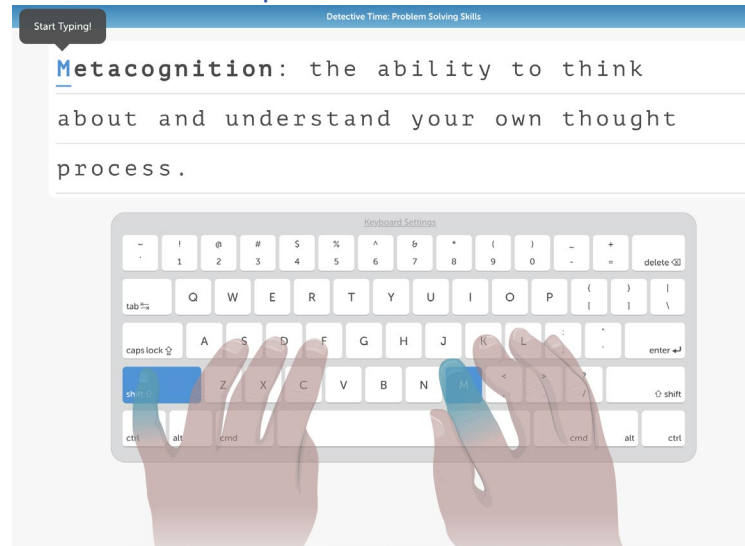 Detective Time: Problem Solving Skills
Start Typing!
Metacognition: the ability to think
about and understand your own thought
process.
Keyboard Settings
~ ! @ # $ % ^ & * ( ) _ +
1 2 3 4 5 6 7 8 9 0 - = delete
tab Q W E R T Y U I O P [ ] \
caps lock A S D F G H J K L ; enter
shift Z X C V B N M < > ? / shift
ctrl alt cmd cmd alt ctrl